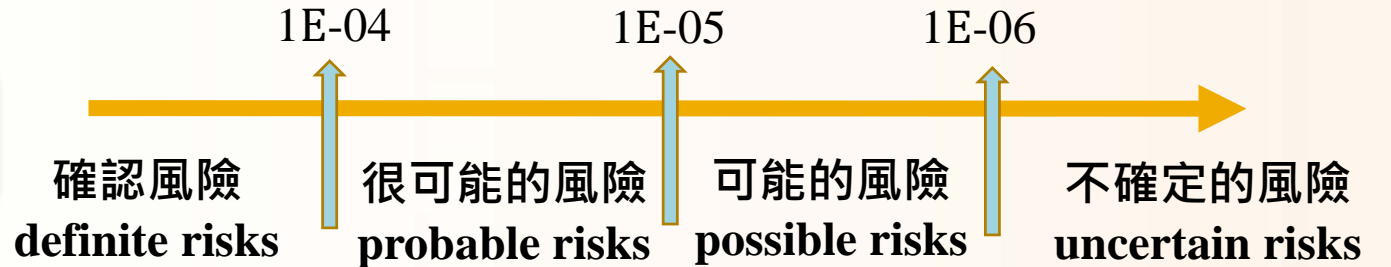 1E-04
1E-05
1E-06
確認風險
definite risks
很可能的風險
probable risks
可能的風險
possible risks
不確定的風險
uncertain risks